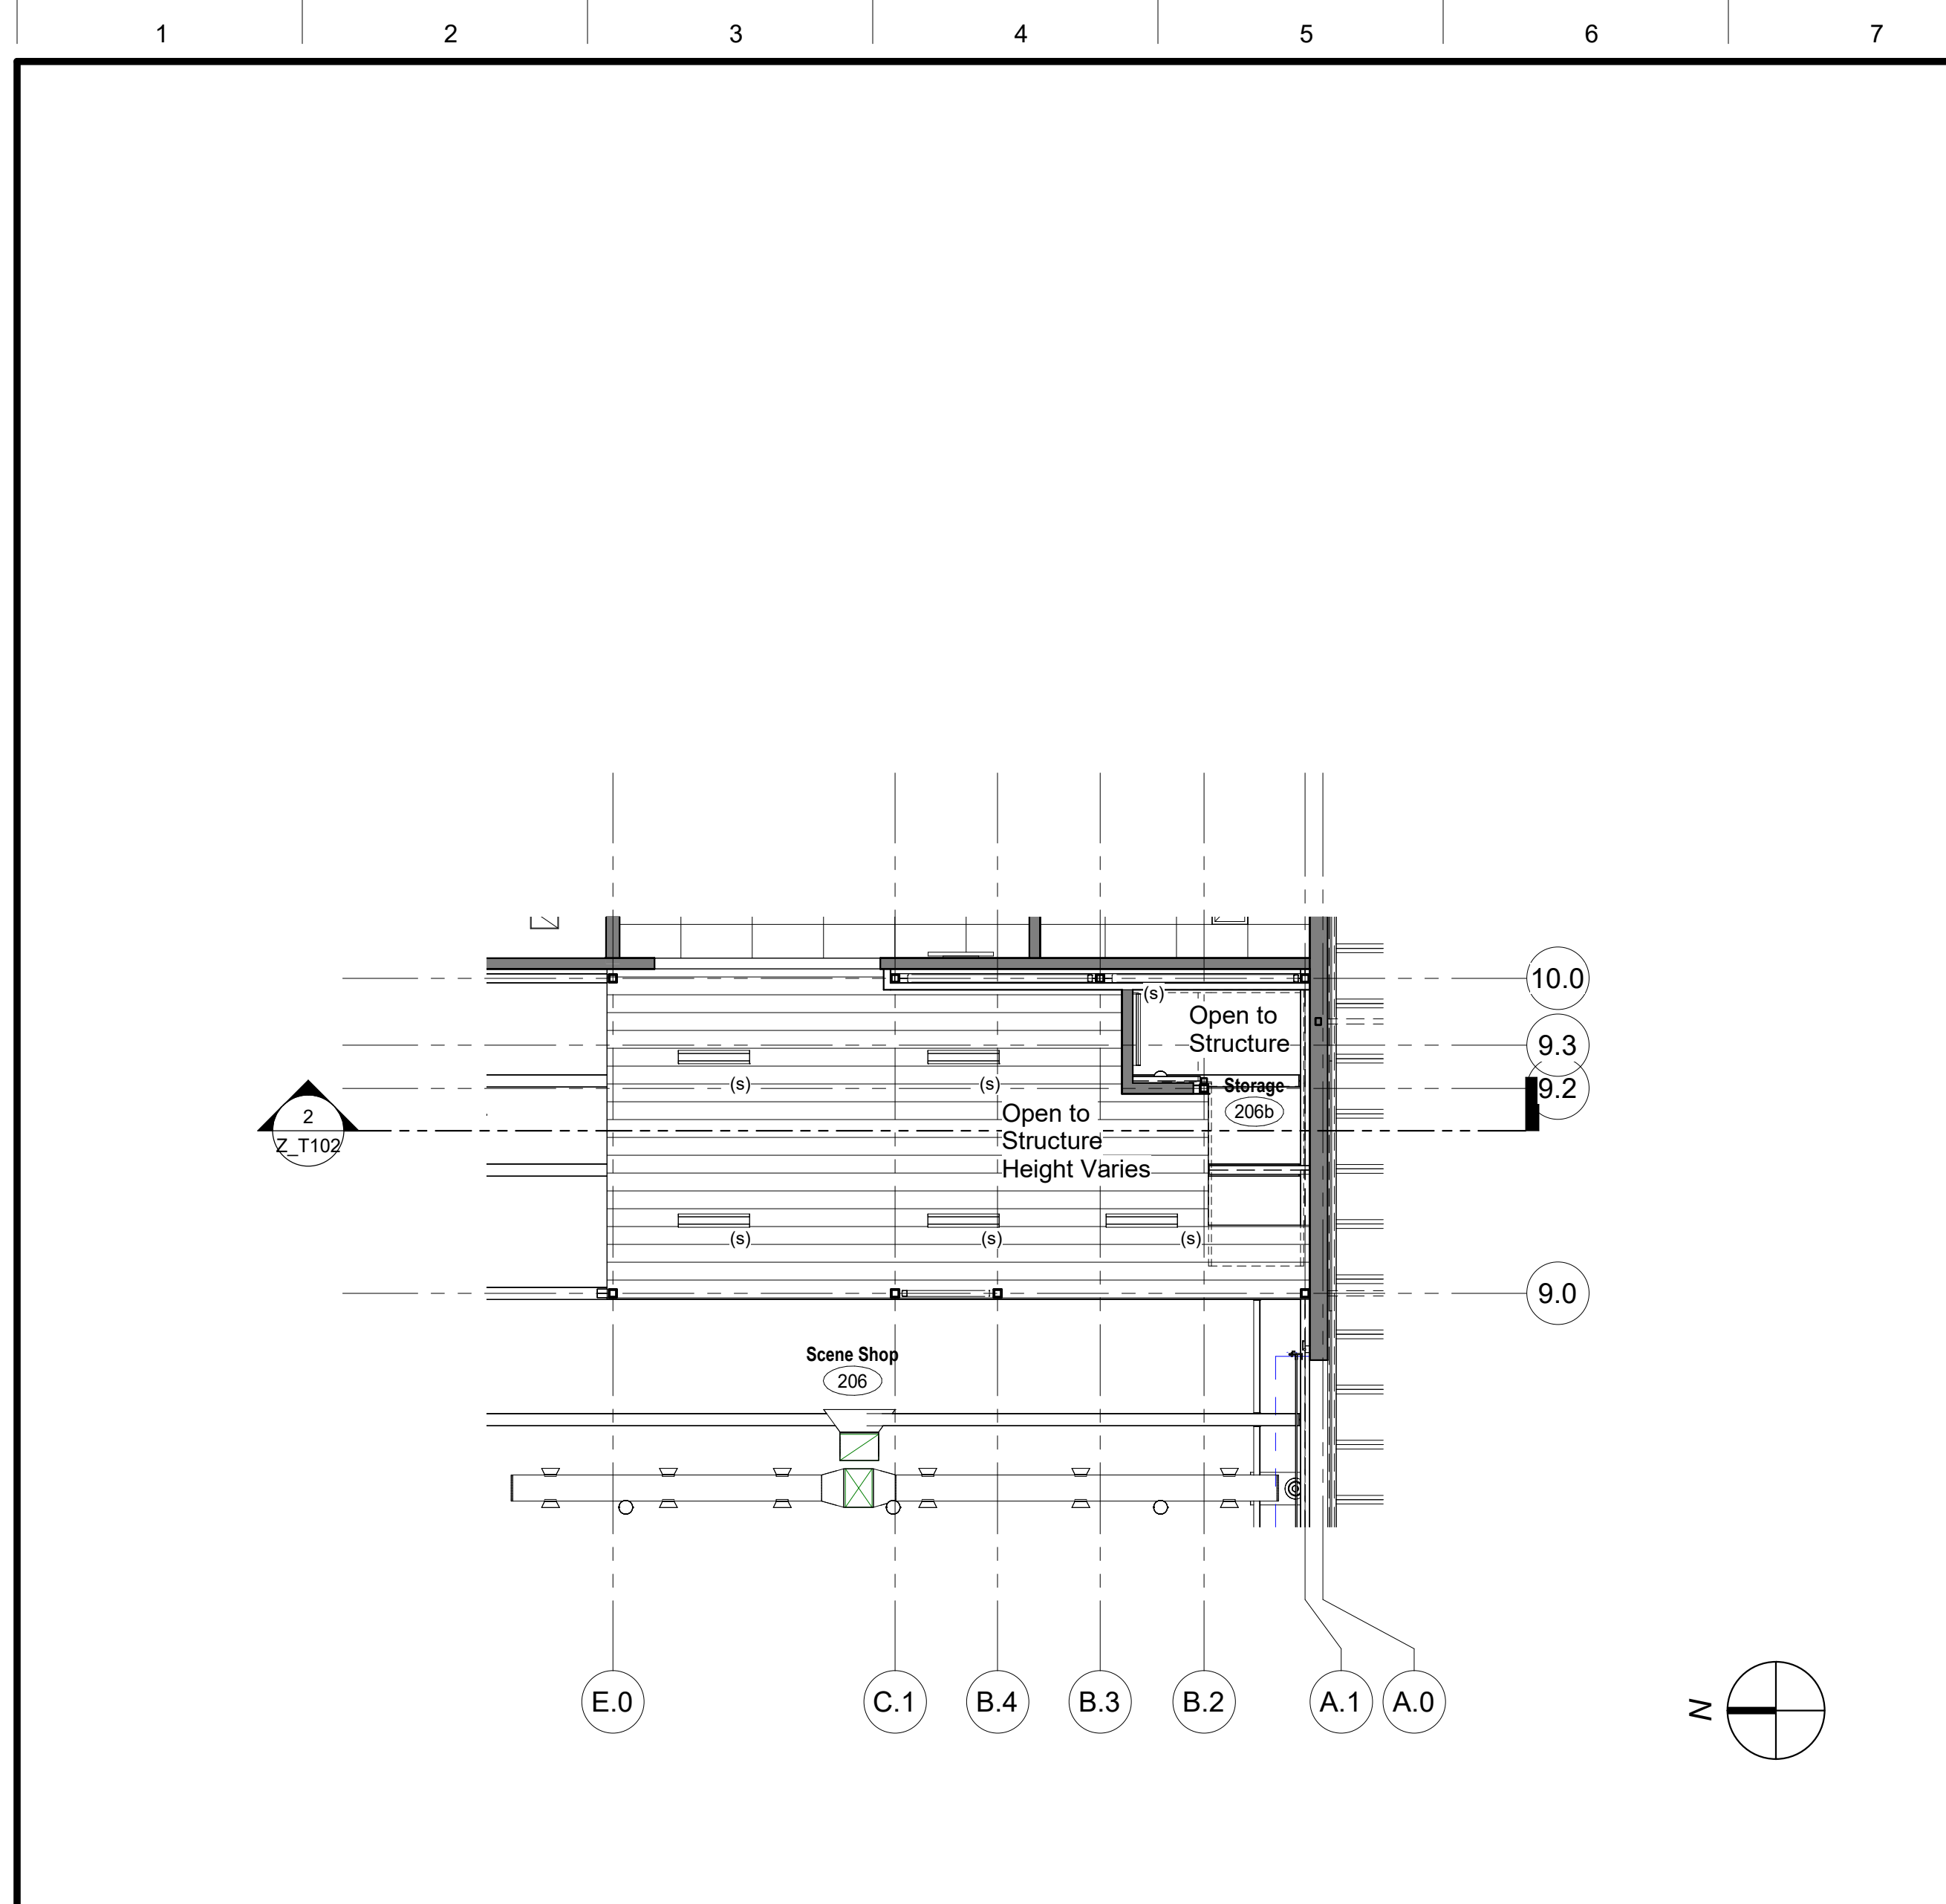 1 2 3 4 5 6 7
10.0
(s)
Open to
Structure
9.3
(s) (s)
Storage
9.2
206b
2
Z_T102
Open to
Structure
Height Varies
(s) (s) (s)
9.0
Scene Shop
206
E.0 C.1 B.4 B.3 B.2 A.1 A.0
N